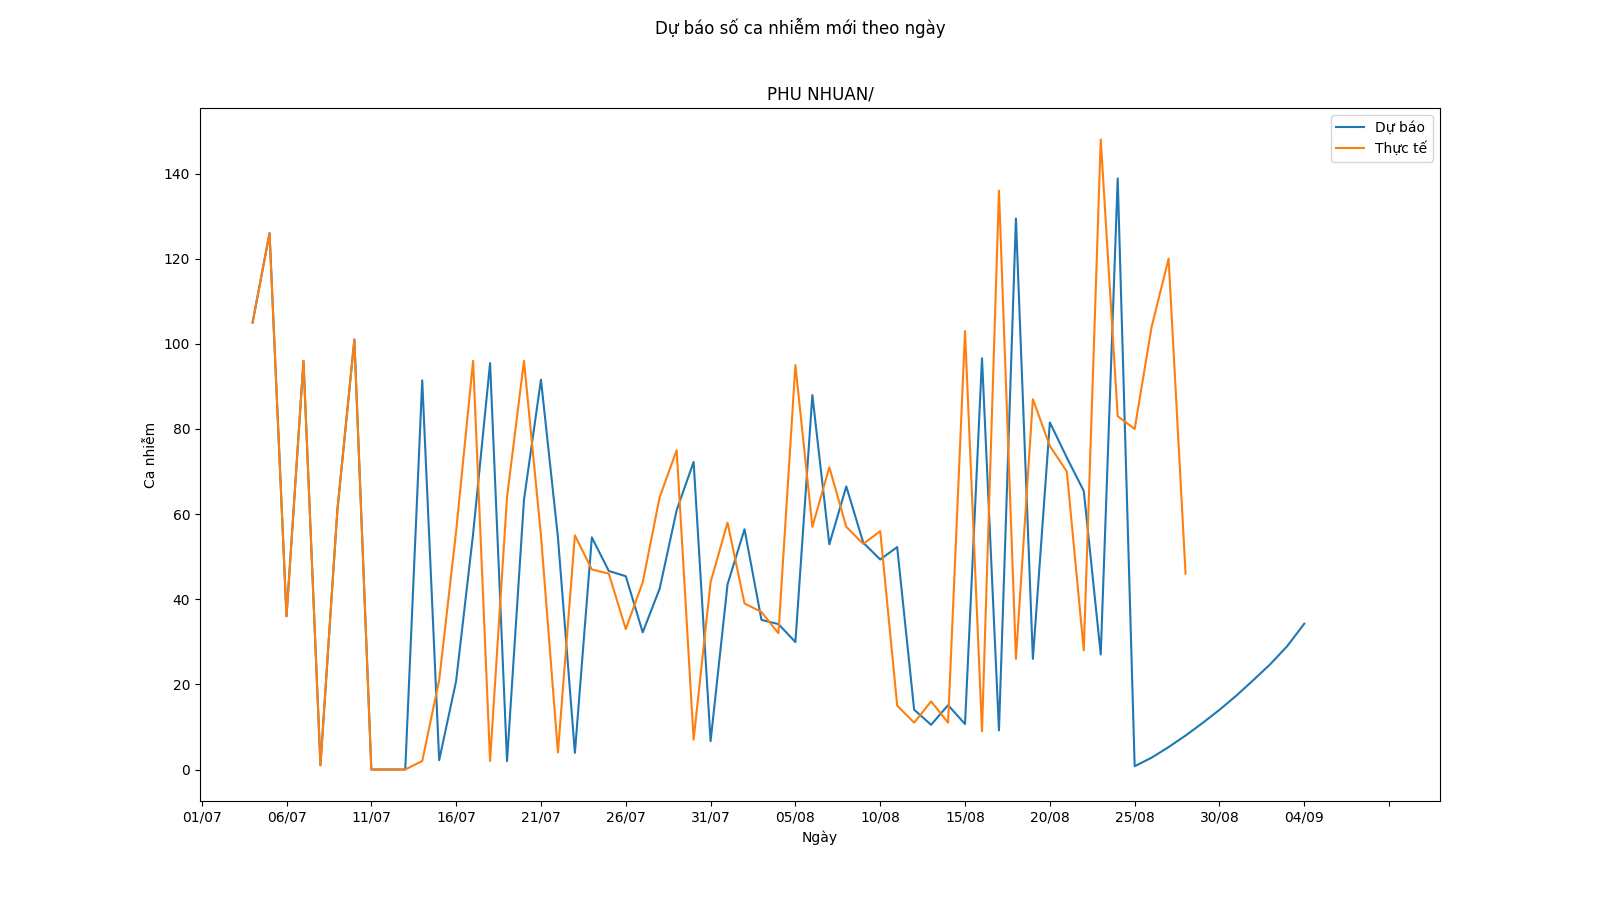 Dự báo số ca nhiễm mới theo ngày
PHU NHUAN/
Dự báo
Thực tế
140
120
100
80
60
40
20
0
Ca nhiễm
01/07 06/07 11/07 16/07 21/07 26/07 31/07 05/08 10/08 15/08 20/08 25/08 30/08 04/09
Ngày